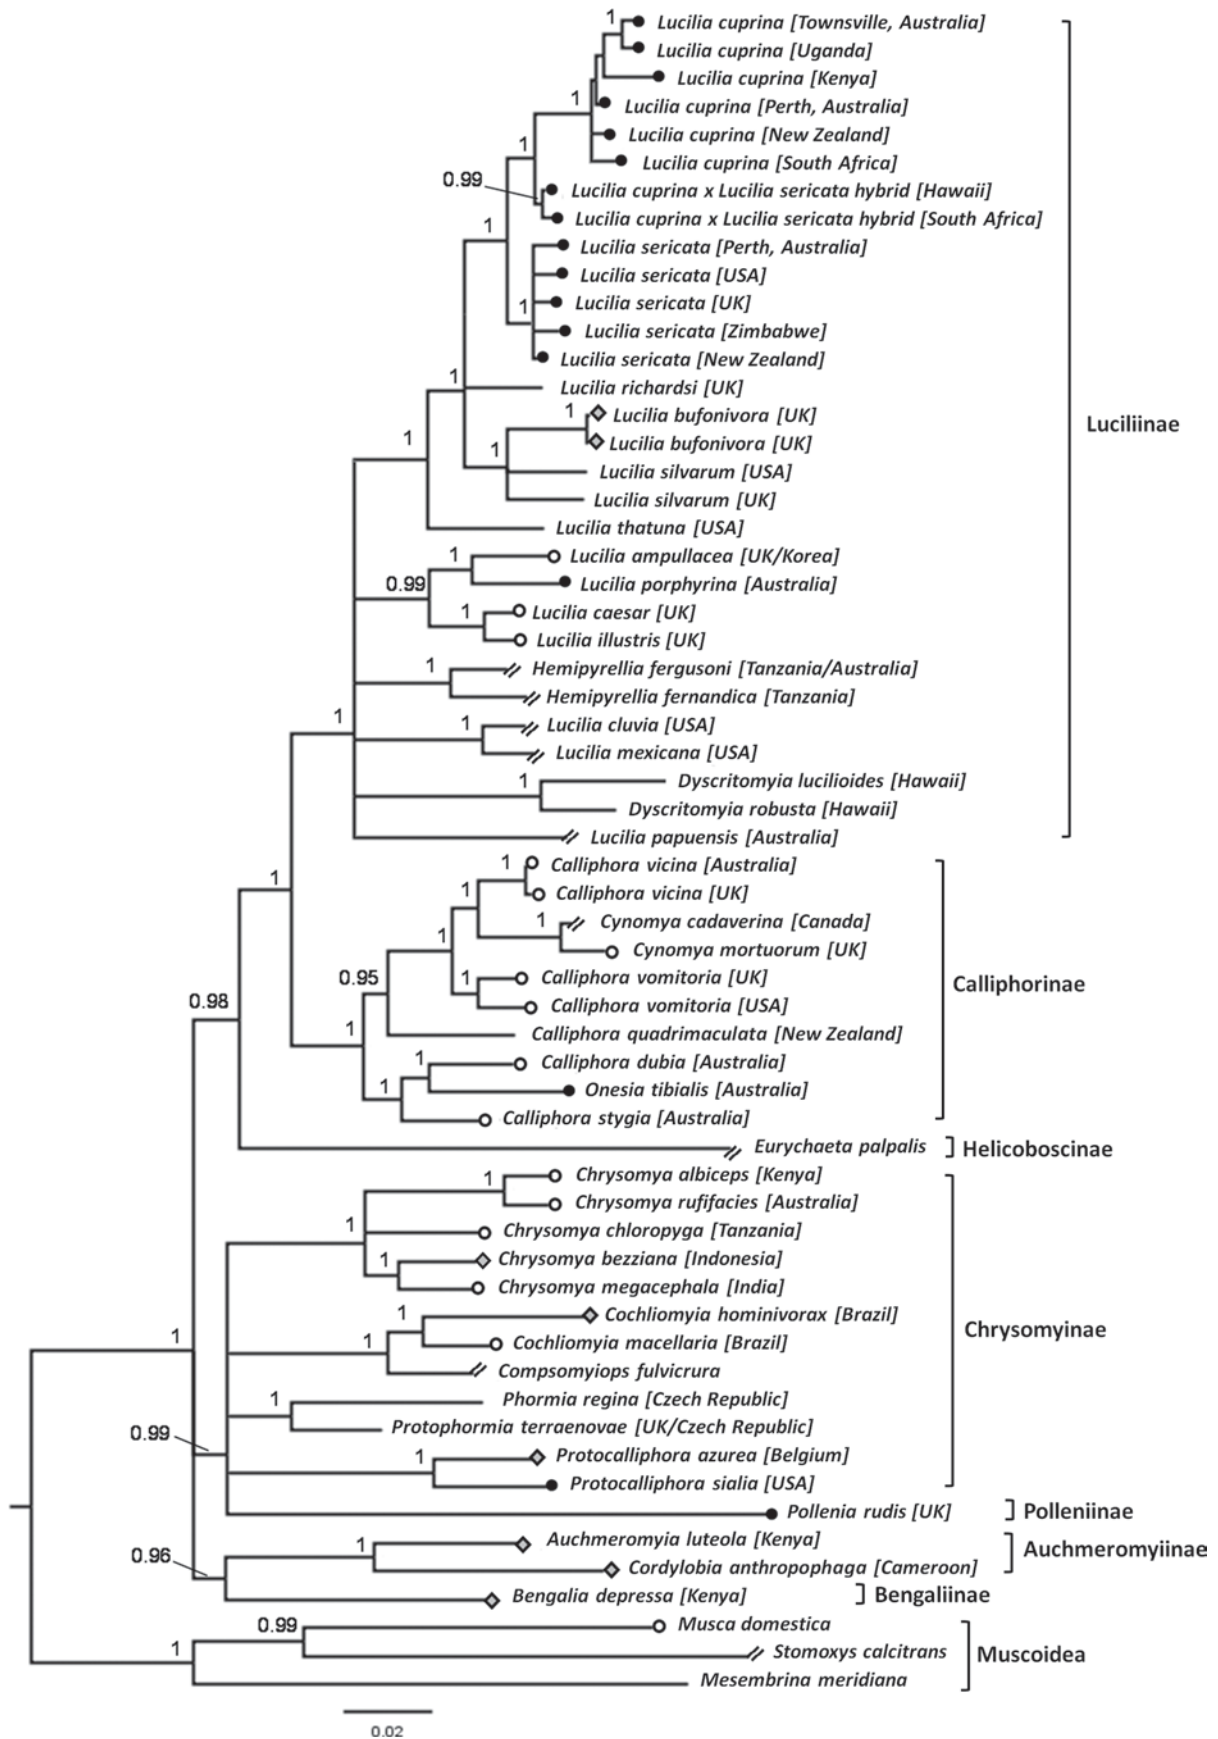 1
Lucilia cuprina [Townsville, Australia]
Lucilia cuprina [Uganda]
Lucilia cuprina [Kenya]
1
Lucilia cuprina [Perth, Australia]
Lucilia cuprina [New Zealand]
1
Lucilia cuprina [South Africa]
0.99
Lucilia cuprina x Lucilia sericata hybrid [Hawaii]
Lucilia cuprina x Lucilia sericata hybrid [South Africa]
1
Lucilia sericata [Perth, Australia]
Lucilia sericata [USA]
1
Lucilia sericata [UK]
Lucilia sericata [Zimbabwe]
Lucilia sericata [New Zealand]
1
Lucilia richardsi [UK]
1
Lucilia bufonivora [UK]
Luciliinae
1
1
Lucilia bufonivora [UK]
Lucilia silvarum [USA]
Lucilia silvarum [UK]
Lucilia thatuna [USA]
1
Lucilia ampullacea [UK/Korea]
0.99
Lucilia porphyrina [Australia]
1
Lucilia caesar [UK]
Lucilia illustris [UK]
1
Hemipyrellia fergusoni [Tanzania/Australia]
Hemipyrellia fernandica [Tanzania]
1
1
Lucilia cluvia [USA]
Lucilia mexicana [USA]
1
Dyscritomyia lucilioides [Hawaii]
Dyscritomyia robusta [Hawaii]
Lucilia papuensis [Australia]
1
1
Calliphora vicina [Australia]
1
Calliphora vicina [UK]
1
Cynomya cadaverina [Canada]
1
Cynomya mortuorum [UK]
0.95
1
Calliphora vomitoria [UK]
Calliphorinae
0.98
Calliphora vomitoria [USA]
1
Calliphora quadrimaculata [New Zealand]
1
Calliphora dubia [Australia]
1
Onesia tibialis [Australia]
Calliphora stygia [Australia]
Eurychaeta palpalis
Helicoboscinae
1
Chrysomya albiceps [Kenya]
Chrysomya rufifacies [Australia]
1
Chrysomya chloropyga [Tanzania]
1
Chrysomya bezziana [Indonesia]
Chrysomya megacephala [India]
1
Cochliomyia hominivorax [Brazil]
Chrysomyinae
1
1
Cochliomyia macellaria [Brazil]
Compsomyiops fulvicrura
1
Phormia regina [Czech Republic]
Protophormia terraenovae [UK/Czech Republic]
0.99
1
Protocalliphora azurea [Belgium]
Protocalliphora sialia [USA]
Pollenia rudis [UK]
Polleniinae
1
Auchmeromyia luteola [Kenya]
Auchmeromyiinae
0.96
Cordylobia anthropophaga [Cameroon]
Bengalia depressa [Kenya]
Bengaliinae
0.99
Musca domestica
1
Stomoxys calcitrans
Muscoidea
Mesembrina meridiana
0.02